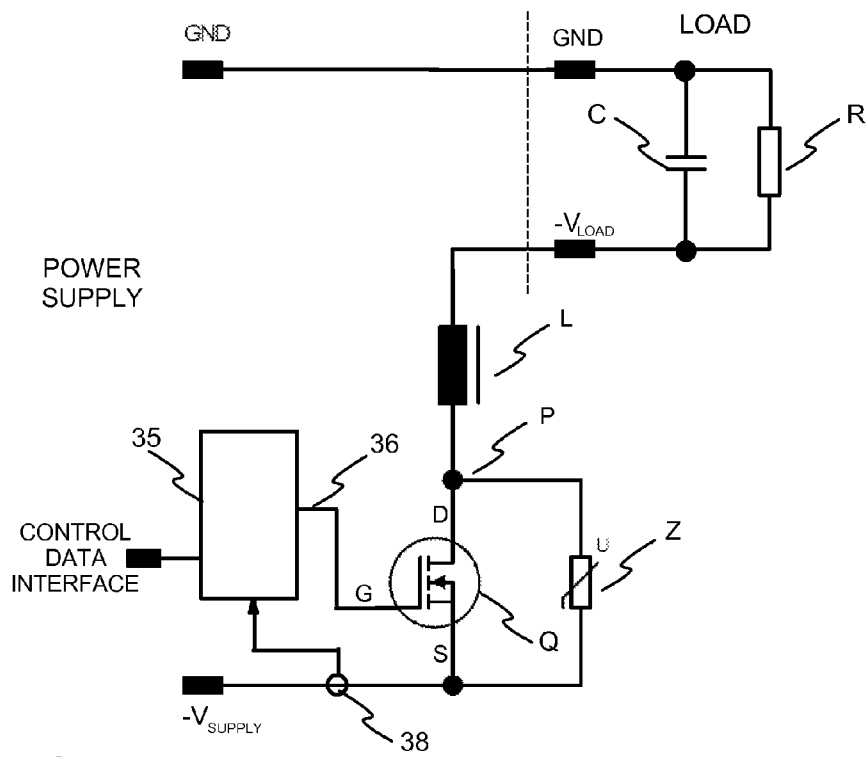 GND
GND
LOAD
C
R
-VLOAD
POWER
SUPPLY
L
P
35
36
D
U
Z
CONTROL
DATA
INTERFACE
G
Q
S
-VSUPPLY
38